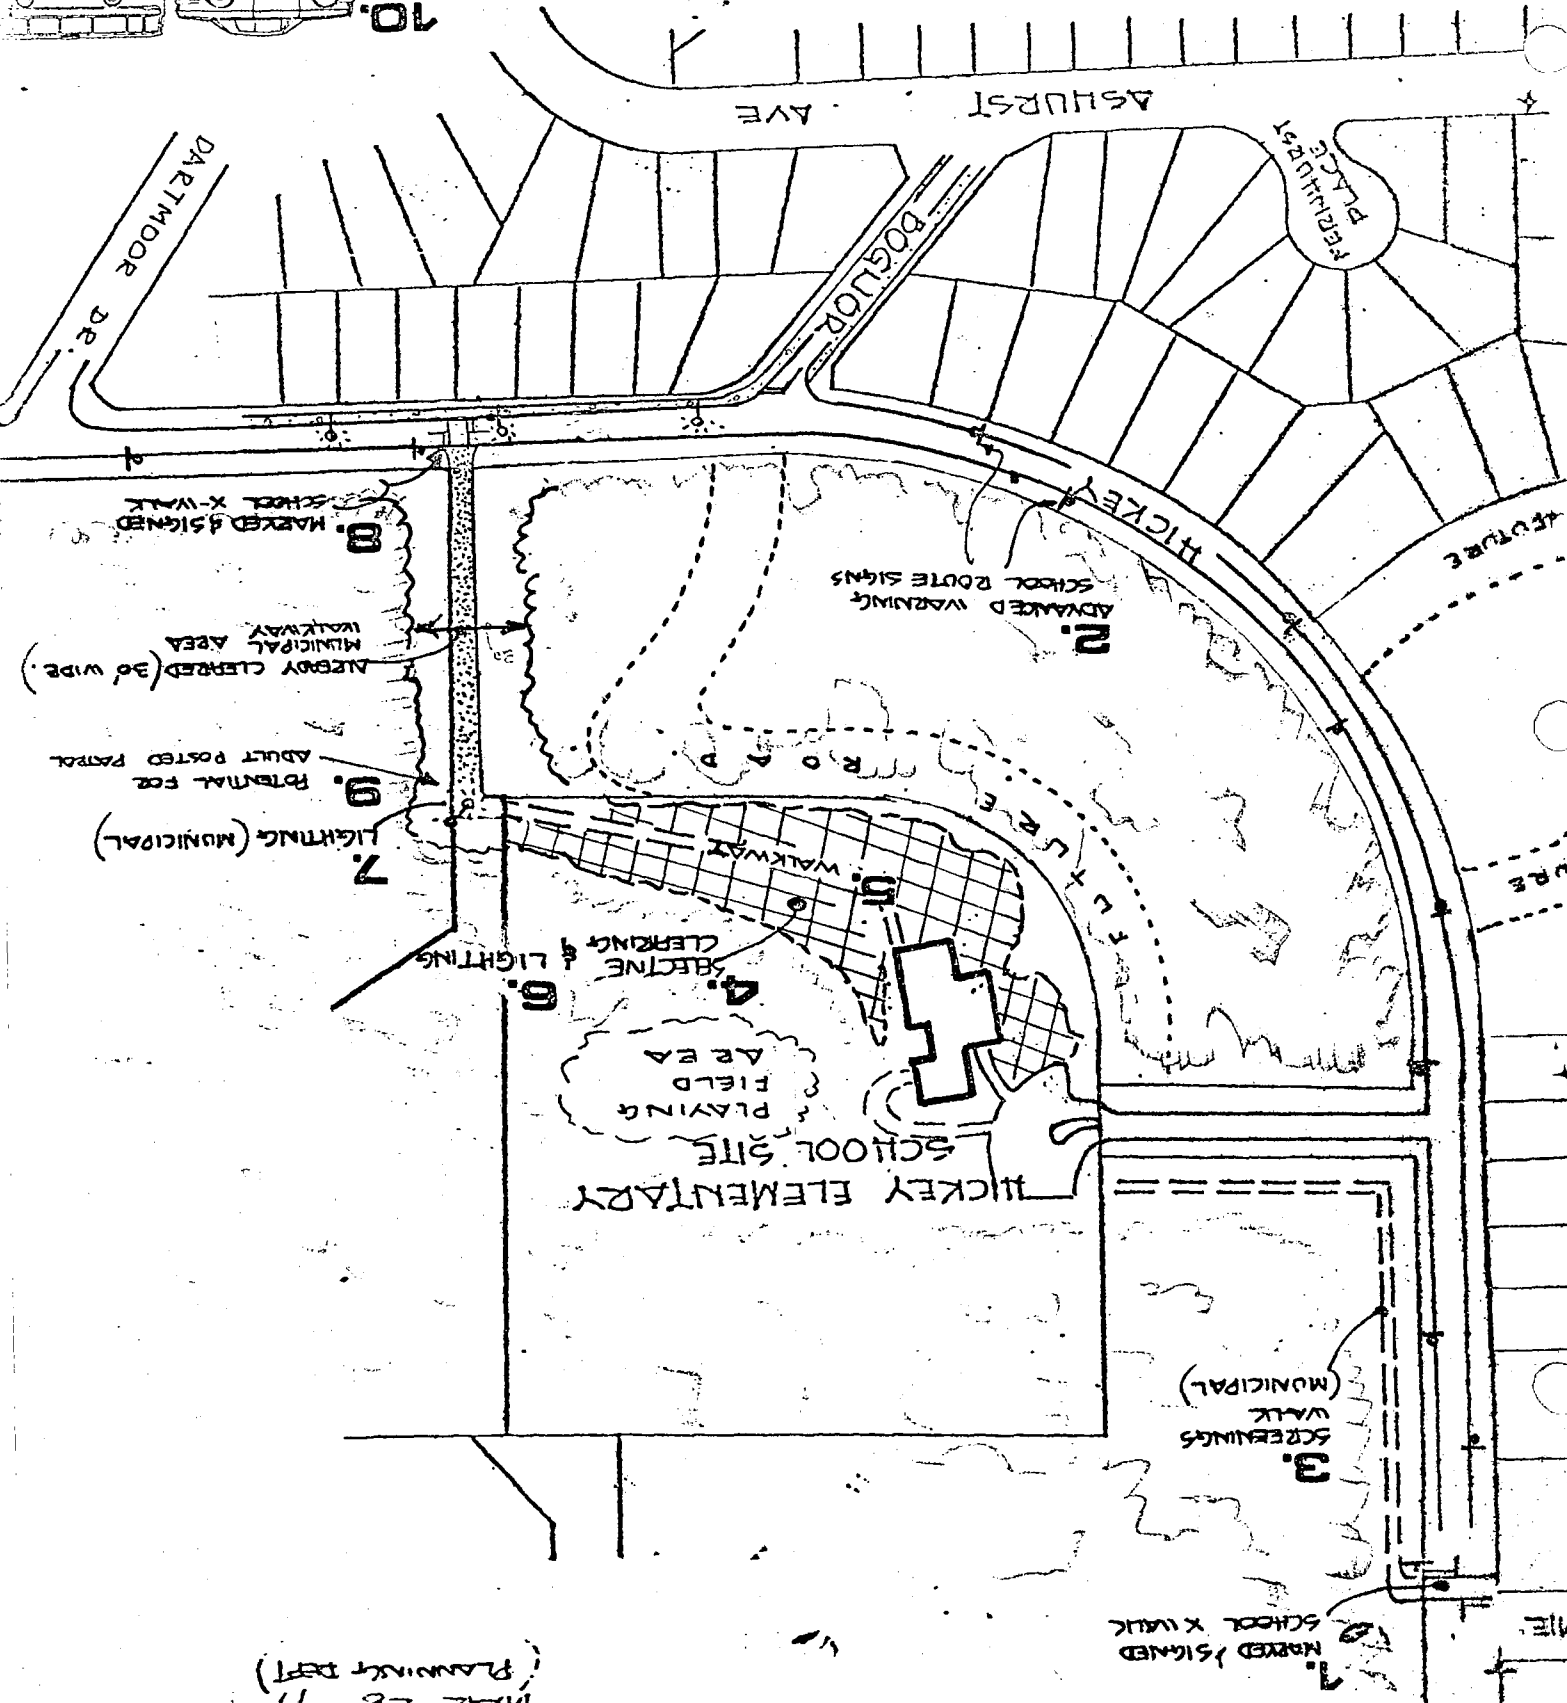 (PLANNING DEPT)
1.
MARKED / SIGNED
SCHOOL X WALK
3.
SCREENINGS
WALK
(MUNICIPAL)
HICKEY ELEMENTARY
SCHOOL SITE
PLAYING
FIELD
AREA
4.
SELECTIVE
CLEARING &
6.
LIGHTING
5.
WALKWAY
7.
LIGHTING (MUNICIPAL)
9.
POTENTIAL FOR
ADULT POSTED PATROL
ALREADY CLEARED (30' WIDE.)
MUNICIPAL AREA
WALKWAY
8.
MARKED & SIGNED
SCHOOL X-WALK
FUTURE ROAD
2.
ADVANCED WARNING
SCHOOL ROUTE SIGNS
HICKEY
FUTURE
BOGNOR
DARTMOOR DR.
FERNHURST
PLACE
ASHURST AVE
10.